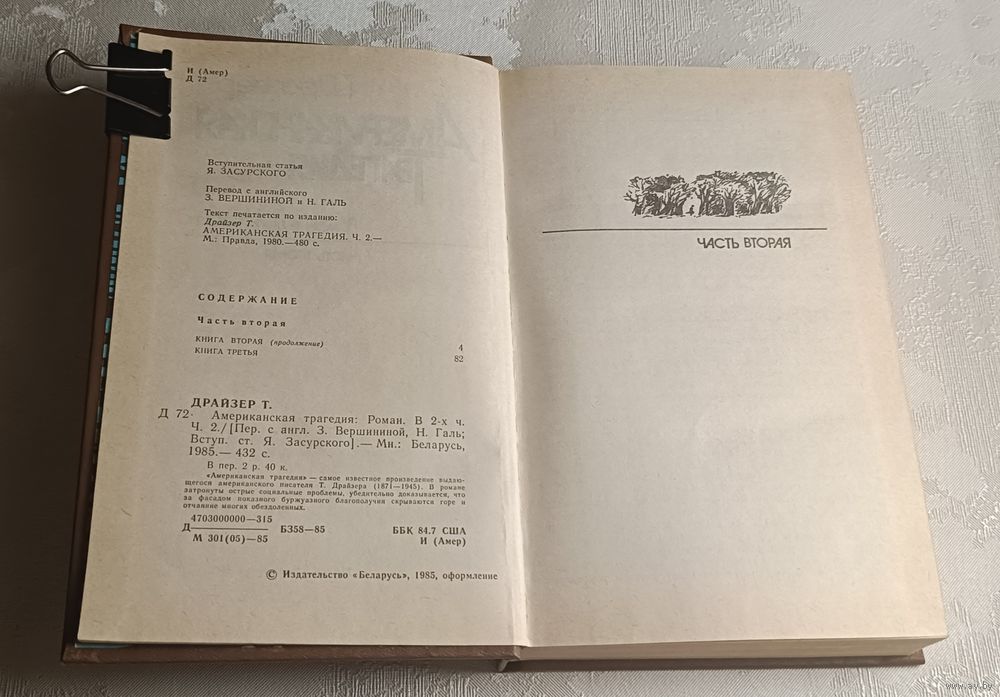 И (Амер)
Д 72
Вступительная статья
Я. ЗАСУРСКОГО
Перевод с английского
З. ВЕРШИНИНОЙ и Н. ГАЛЬ
Текст печатается по изданию:
Драйзер Т.
АМЕРИКАНСКАЯ ТРАГЕДИЯ. Ч. 2.—
М.: Правда, 1980.—480 с.
СОДЕРЖАНИЕ
Часть вторая
КНИГА ВТОРАЯ (продолжение) 4
КНИГА ТРЕТЬЯ 82
ДРАЙЗЕР Т.
Д 72 Американская трагедия: Роман. В 2-х ч.
Ч. 2./[Пер. с англ. З. Вершининой, Н. Галь;
Вступ. ст. Я. Засурского].— Мн.: Беларусь,
1985.— 432 с.
В пер. 2 р. 40 к.
«Американская трагедия» — самое известное произведение выдаю-
щегося американского писателя Т. Драйзера (1871—1945). В романе
затронуты острые социальные проблемы, убедительно доказывается, что
за фасадом показного буржуазного благополучия скрываются горе и
отчаяние многих обездоленных.
4703000000—315
Д———— БЗ58—85 ББК 84.7 США
М 301(05)—85 И (Амер)
© Издательство «Беларусь», 1985, оформление
ЧАСТЬ ВТОРАЯ